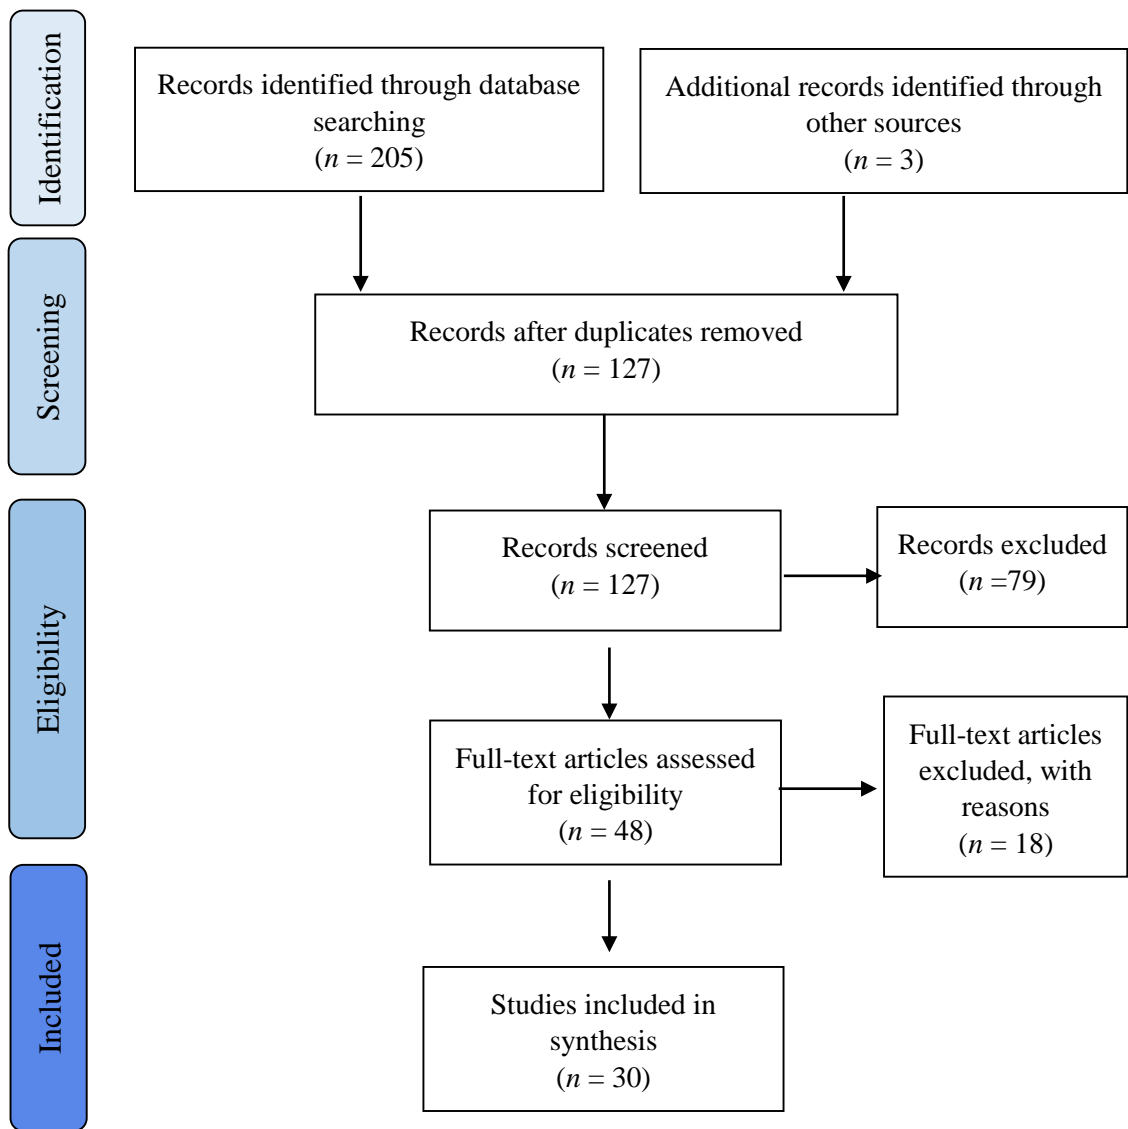 Identification
Records identified through database
searching
(n = 205)
Additional records identified through
other sources
(n = 3)
Screening
Records after duplicates removed
(n = 127)
Eligibility
Records screened
(n = 127)
Records excluded
(n =79)
Full-text articles assessed
for eligibility
(n = 48)
Full-text articles
excluded, with
reasons
(n = 18)
Included
Studies included in
synthesis
(n = 30)